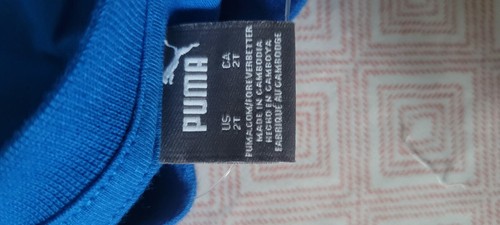 PUMA
US CA
2T 2T
PUMA.COM/FOREVERBETTER
MADE IN CAMBODIA
HECHO EN CAMBOYA
FABRIQUÉ AU CAMBODGE